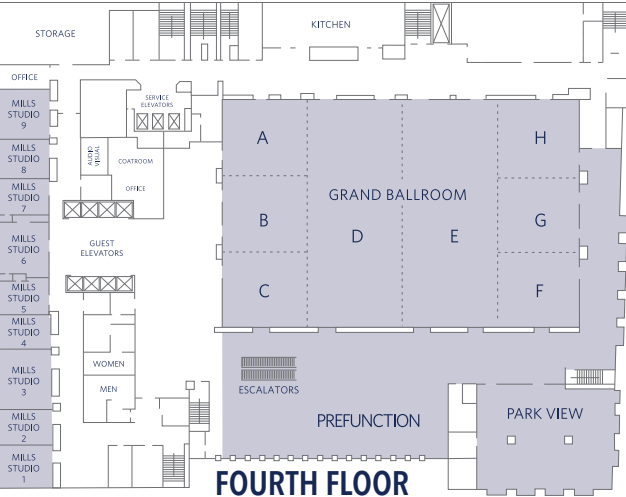 STORAGE
KITCHEN
OFFICE
MILLS
STUDIO
9
SERVICE
ELEVATORS
MILLS
STUDIO
8
AUDIO
VISUAL
COATROOM
OFFICE
MILLS
STUDIO
7
MILLS
STUDIO
6
GUEST
ELEVATORS
MILLS
STUDIO
5
MILLS
STUDIO
4
MILLS
STUDIO
3
WOMEN
MEN
MILLS
STUDIO
2
MILLS
STUDIO
1
A
H
GRAND BALLROOM
B
D
E
G
C
F
ESCALATORS
PREFUNCTION
PARK VIEW
FOURTH FLOOR